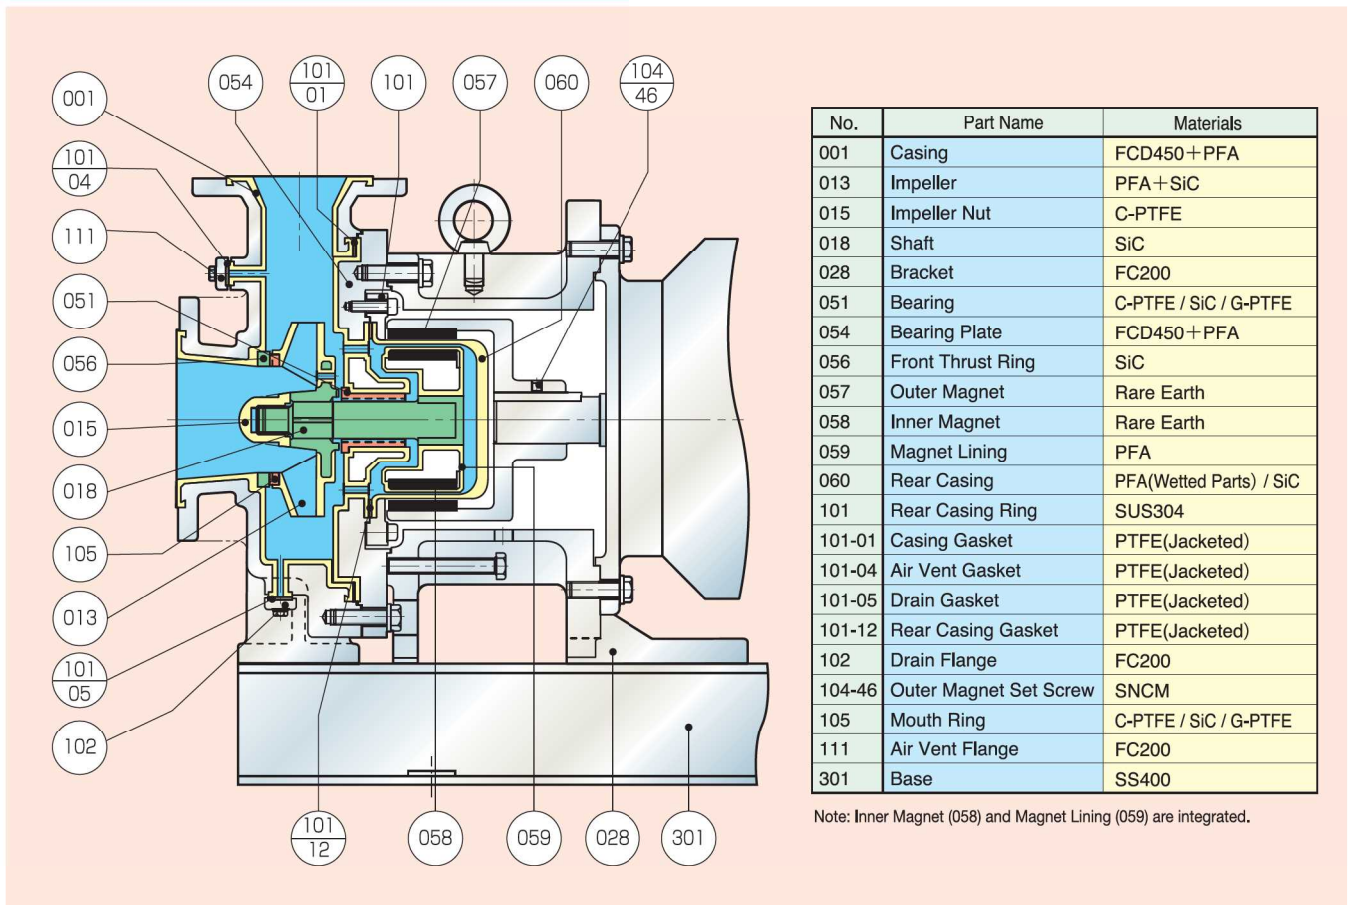 054
101
01
101
057
060
104
46
001
101
04
111
051
056
015
018
105
013
101
05
102
101
12
058
059
028
301
No. Part Name Materials
001 Casing FCD450+PFA
013 Impeller PFA+SiC
015 Impeller Nut C-PTFE
018 Shaft SiC
028 Bracket FC200
051 Bearing C-PTFE / SiC / G-PTFE
054 Bearing Plate FCD450+PFA
056 Front Thrust Ring SiC
057 Outer Magnet Rare Earth
058 Inner Magnet Rare Earth
059 Magnet Lining PFA
060 Rear Casing PFA(Wetted Parts) / SiC
101 Rear Casing Ring SUS304
101-01 Casing Gasket PTFE(Jacketed)
101-04 Air Vent Gasket PTFE(Jacketed)
101-05 Drain Gasket PTFE(Jacketed)
101-12 Rear Casing Gasket PTFE(Jacketed)
102 Drain Flange FC200
104-46 Outer Magnet Set Screw SNCM
105 Mouth Ring C-PTFE / SiC / G-PTFE
111 Air Vent Flange FC200
301 Base SS400
Note: Inner Magnet (058) and Magnet Lining (059) are integrated.